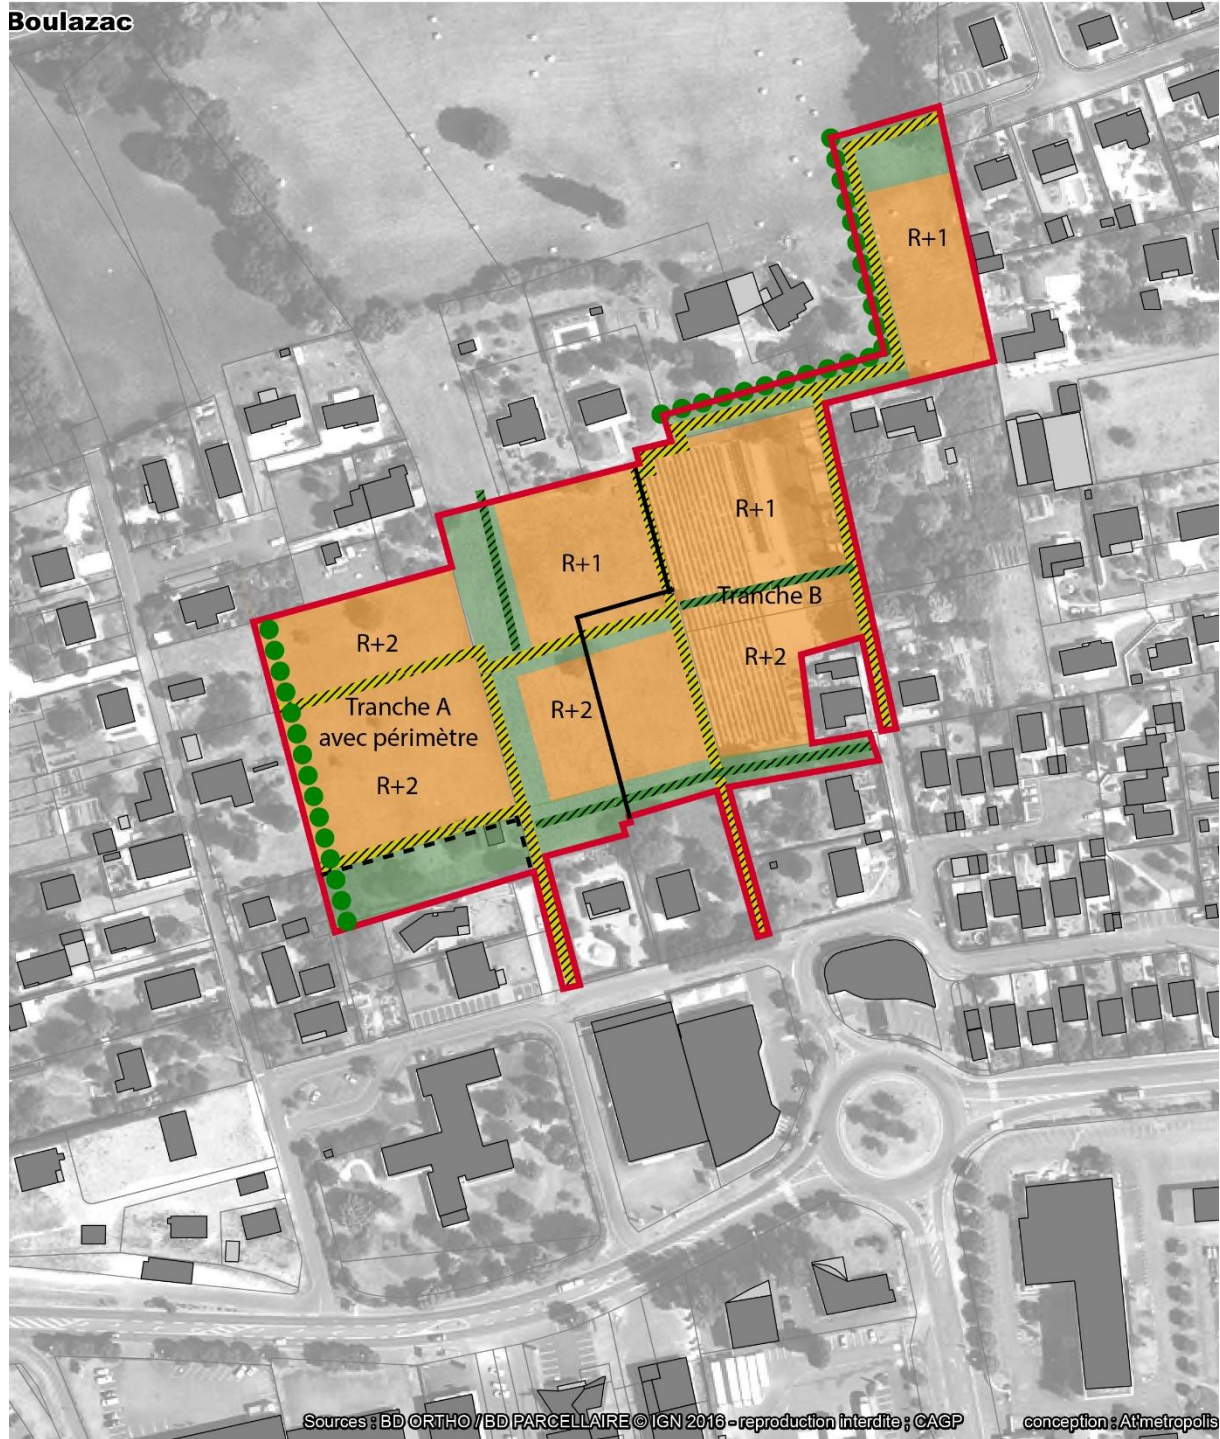 Boulazac
R+1
R+1
R+1
Tranche B
R+2
R+2
Tranche A
avec périmètre
R+2
R+2
Sources : BD ORTHO / BD PARCELLAIRE © IGN 2016 - reproduction interdite ; CAGP
conception : At'metropolis